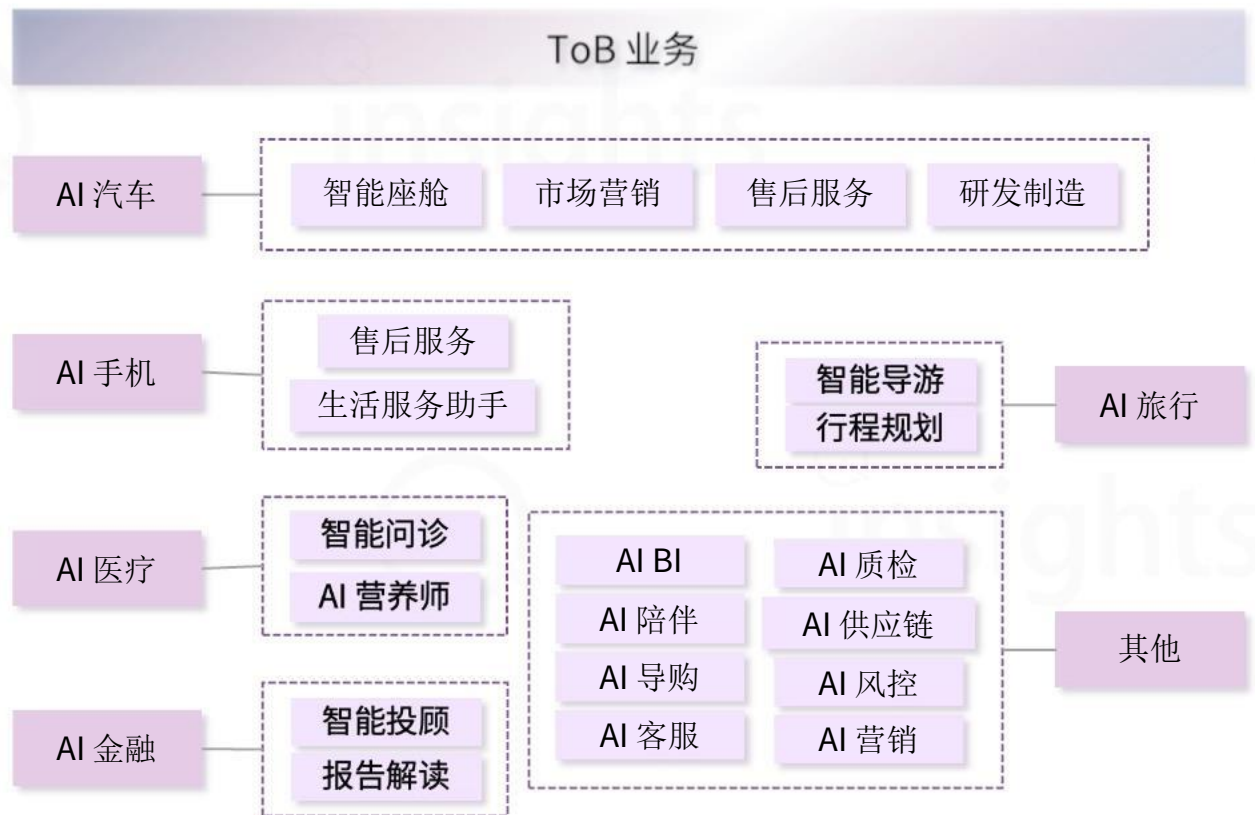 ToB 业务
AI 汽车
智能座舱
市场营销
售后服务
研发制造
AI 手机
售后服务
生活服务助手
智能导游
行程规划
AI 旅行
AI 医疗
智能问诊
AI 营养师
AI BI
AI 质检
AI 陪伴
AI 供应链
AI 导购
AI 风控
AI 客服
AI 营销
其他
AI 金融
智能投顾
报告解读
insights
insights